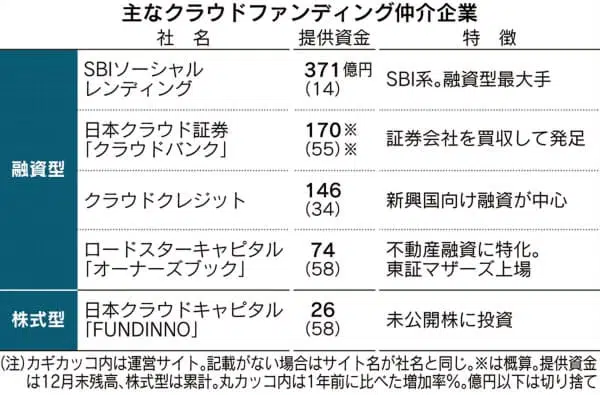 主なクラウドファンディング仲介企業
社 名 提供資金 特 徴
融資型
SBIソーシャル
レンディング
371億円
(14)
SBI系。融資型最大手
日本クラウド証券
「クラウドバンク」
170※
(55)※
証券会社を買収して発足
クラウドクレジット
146
(34)
新興国向け融資が中心
ロードスターキャピタル
「オーナーズブック」
74
(58)
不動産融資に特化。
東証マザーズ上場
株式型
日本クラウドキャピタル
「FUNDINNO」
26
(58)
未公開株に投資
(注)カギカッコ内は運営サイト。記載がない場合はサイト名が社名と同じ。※は概算。提供資金
は12月末残高、株式型は累計。丸カッコ内は1年前に比べた増加率%。億円以下は切り捨て